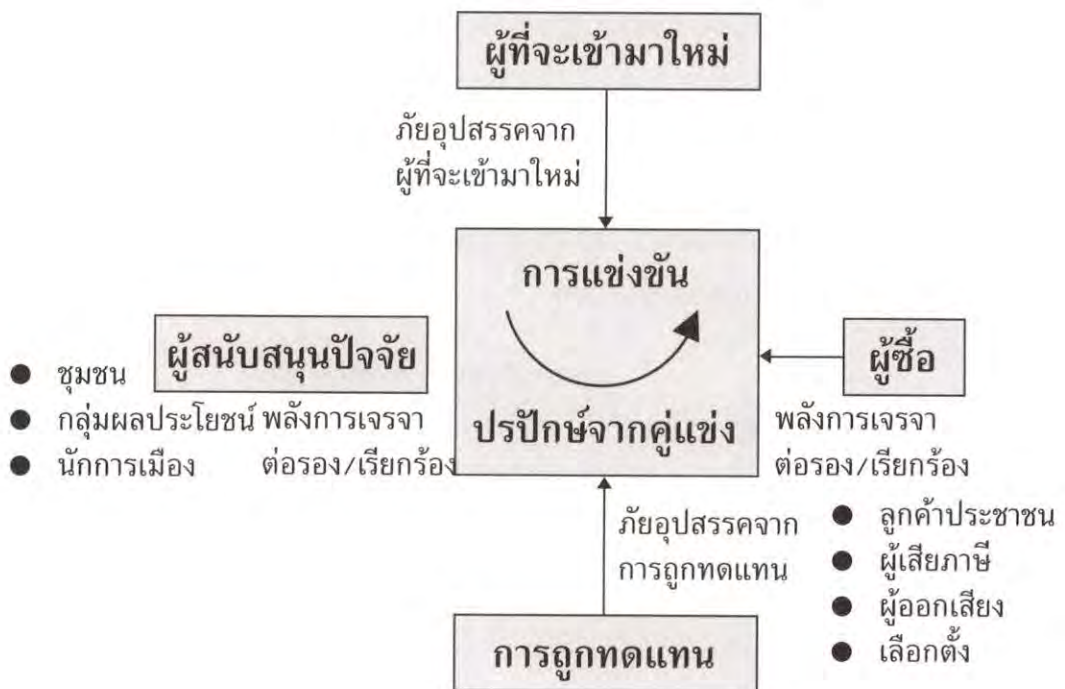 ผู้ที่จะเข้ามาใหม่
ภัยอุปสรรคจาก
ผู้ที่จะเข้ามาใหม่
การแข่งขัน
ปรปักษ์จากคู่แข่ง
ผู้สนับสนุนปัจจัย
● ชุมชน
● กลุ่มผลประโยชน์
● นักการเมือง
พลังการเจรจา
ต่อรอง/เรียกร้อง
ผู้ซื้อ
พลังการเจรจา
ต่อรอง/เรียกร้อง
● ลูกค้าประชาชน
● ผู้เสียภาษี
● ผู้ออกเสียง
● เลือกตั้ง
ภัยอุปสรรคจาก
การถูกทดแทน
การถูกทดแทน